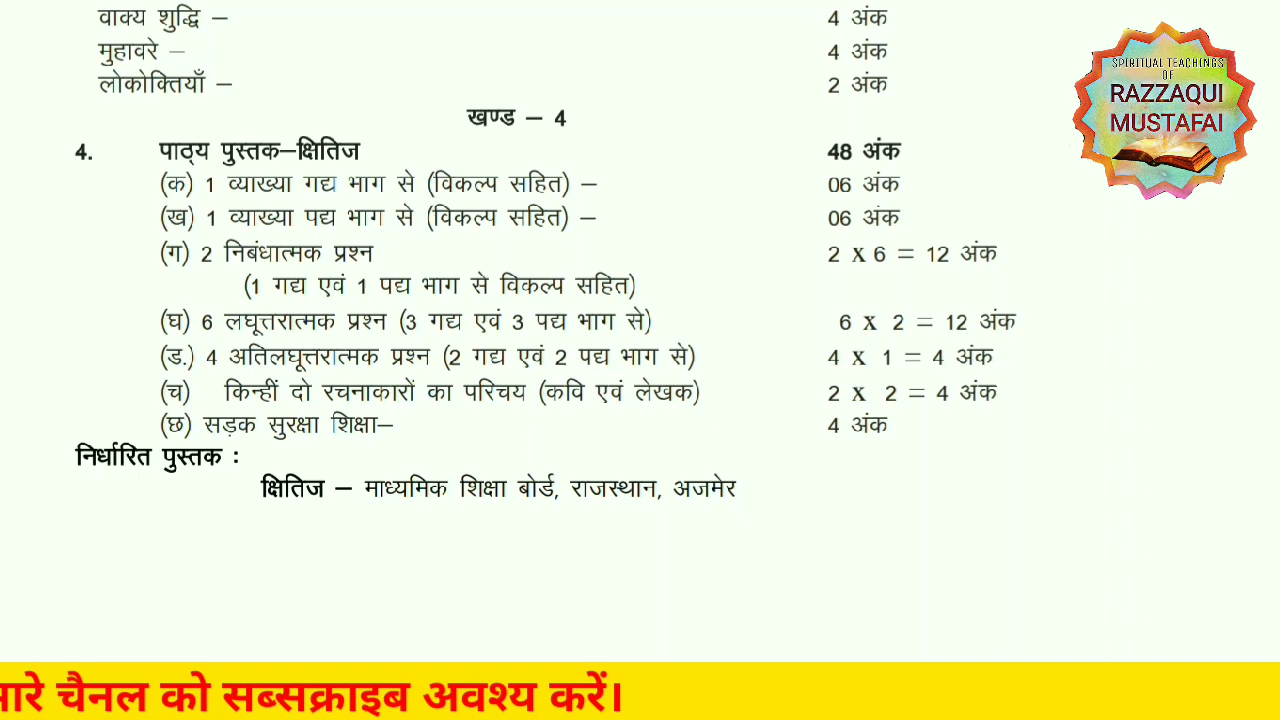 वाक्य शुद्धि – 4 अंक
मुहावरे – 4 अंक
लोकोक्तियाँ – 2 अंक
खण्ड – 4
4. पाठ्य पुस्तक–क्षितिज 48 अंक
(क) 1 व्याख्या गद्य भाग से (विकल्प सहित) – 06 अंक
(ख) 1 व्याख्या पद्य भाग से (विकल्प सहित) – 06 अंक
(ग) 2 निबंधात्मक प्रश्न 2 x 6 = 12 अंक
(1 गद्य एवं 1 पद्य भाग से विकल्प सहित)
(घ) 6 लघूत्तरात्मक प्रश्न (3 गद्य एवं 3 पद्य भाग से) 6 x 2 = 12 अंक
(ड.) 4 अतिलघूत्तरात्मक प्रश्न (2 गद्य एवं 2 पद्य भाग से) 4 x 1 = 4 अंक
(च) किन्हीं दो रचनाकारों का परिचय (कवि एवं लेखक) 2 x 2 = 4 अंक
(छ) सड़क सुरक्षा शिक्षा– 4 अंक
निर्धारित पुस्तक :
क्षितिज – माध्यमिक शिक्षा बोर्ड, राजस्थान, अजमेर
SPIRITUAL TEACHINGS
OF
RAZZAQUI
MUSTAFAI
चैनल को सब्सक्राइब अवश्य करें।